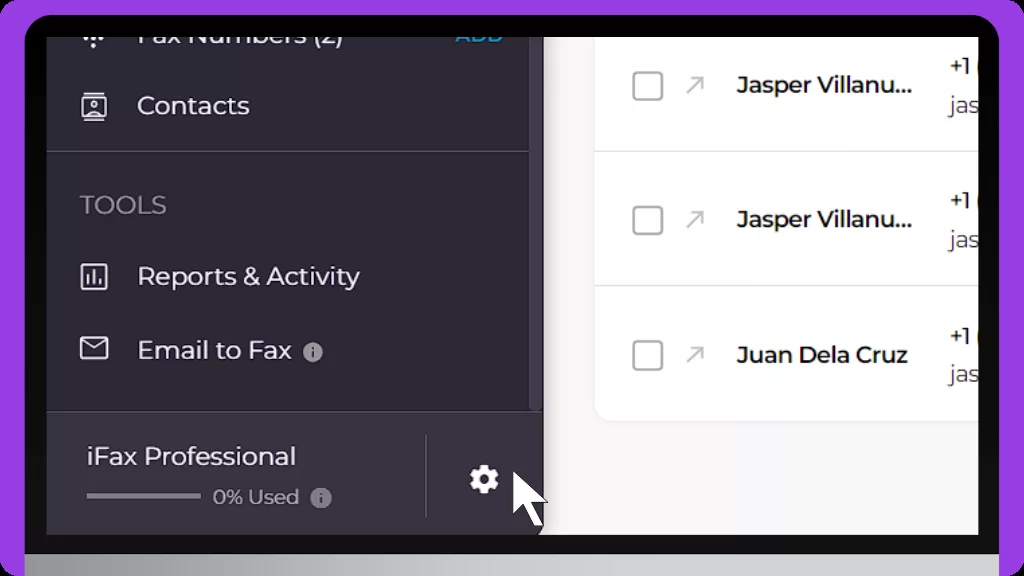 Fax Numbers (2) ADD
Contacts
TOOLS
Reports & Activity
Email to Fax
iFax Professional
0% Used
Jasper Villanu... +1 (
jas
Jasper Villanu... +1 (
jas
Juan Dela Cruz +1 (
jas